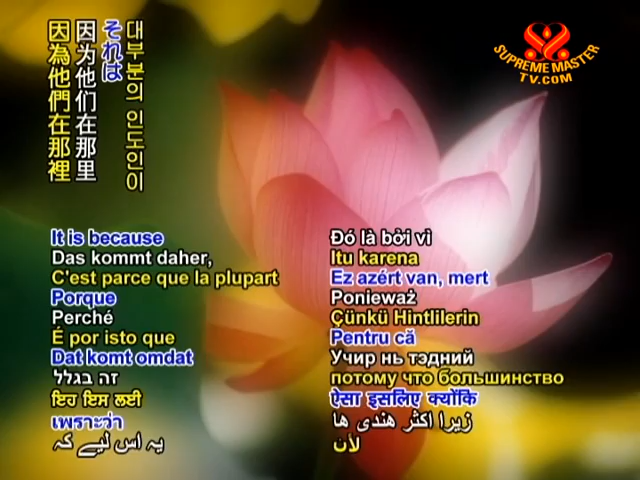 SUPREME MASTER
TV.COM
대부분의 인도인이
それは
因为他们在那里
因為他們在那裡
It is because
Das kommt daher,
C'est parce que la plupart
Porque
Perché
É por isto que
Dat komt omdat
זה בגלל
ਇਹ ਇਸ ਲਈ
เพราะว่า
یہ اس لیے کہ
Đó là bởi vì
Itu karena
Ez azért van, mert
Ponieważ
Çünkü Hintlilerin
Pentru că
Учир нь тэдний
потому что большинство
ऐसा इसलिए क्योंकि
زیرا اکثر هندی ها
لأن